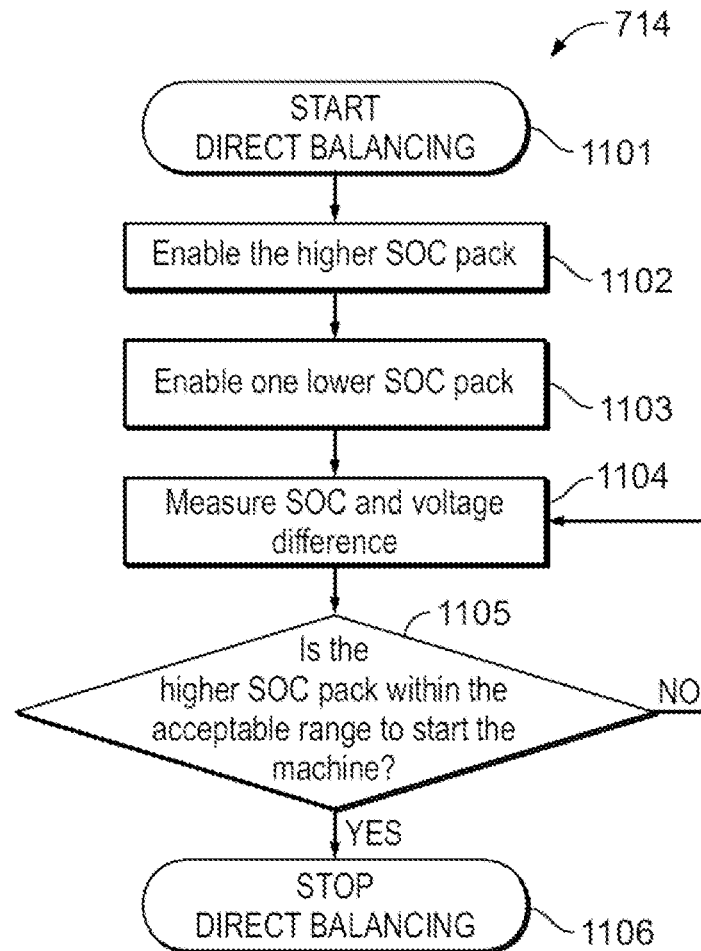 714
START
DIRECT BALANCING
1101
Enable the higher SOC pack
1102
Enable one lower SOC pack
1103
1104
Measure SOC and voltage
difference
1105
Is the
higher SOC pack within the
acceptable range to start the
machine?
NO
YES
STOP
DIRECT BALANCING
1106